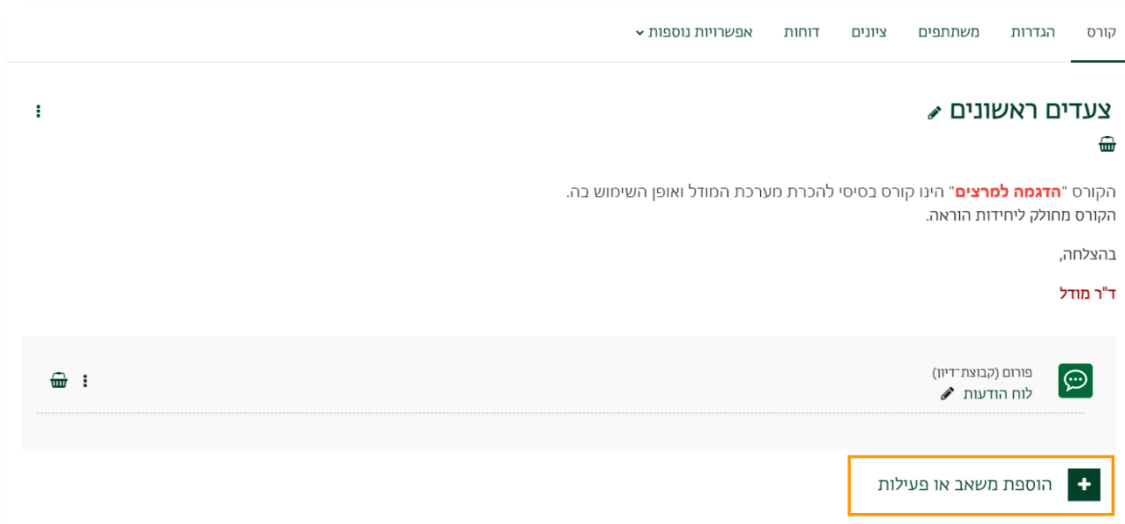 קורס הגדרות משתתפים ציונים דוחות אפשרויות נוספות
צעדים ראשונים
הקורס "הדגמה למרצים" הינו קורס בסיסי להכרת מערכת המודל ואופן השימוש בה.
הקורס מחולק ליחידות הוראה.
בהצלחה,
ד"ר מודל
פורום (קבוצת־דיון)
לוח הודעות
הוספת משאב או פעילות